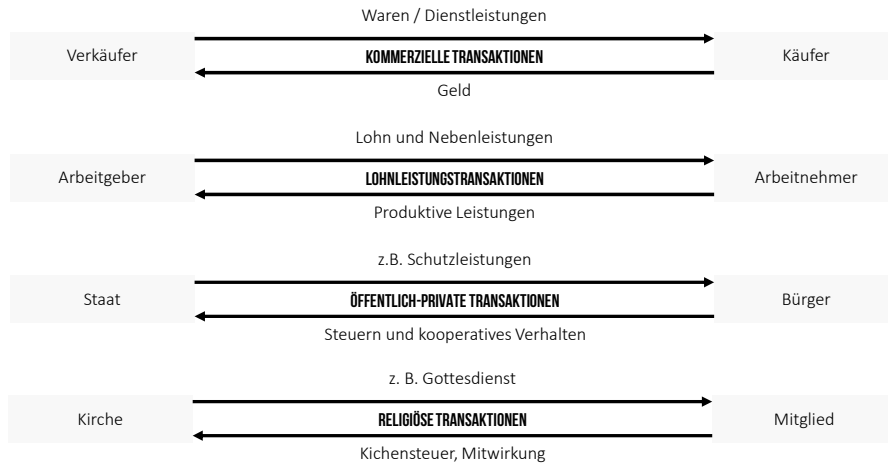 Waren / Dienstleistungen
Verkäufer
KOMMERZIELLE TRANSAKTIONEN
Käufer
Geld
Lohn und Nebenleistungen
Arbeitgeber
LOHNLEISTUNGSTRANSAKTIONEN
Arbeitnehmer
Produktive Leistungen
z.B. Schutzleistungen
Staat
ÖFFENTLICH-PRIVATE TRANSAKTIONEN
Bürger
Steuern und kooperatives Verhalten
z. B. Gottesdienst
Kirche
RELIGIÖSE TRANSAKTIONEN
Mitglied
Kichensteuer, Mitwirkung